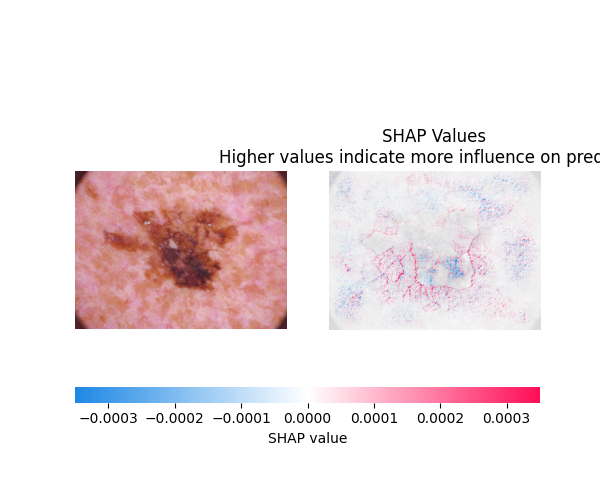 SHAP Values
Higher values indicate more influence on pred
−0.0003 −0.0002 −0.0001 0.0000 0.0001 0.0002 0.0003
SHAP value